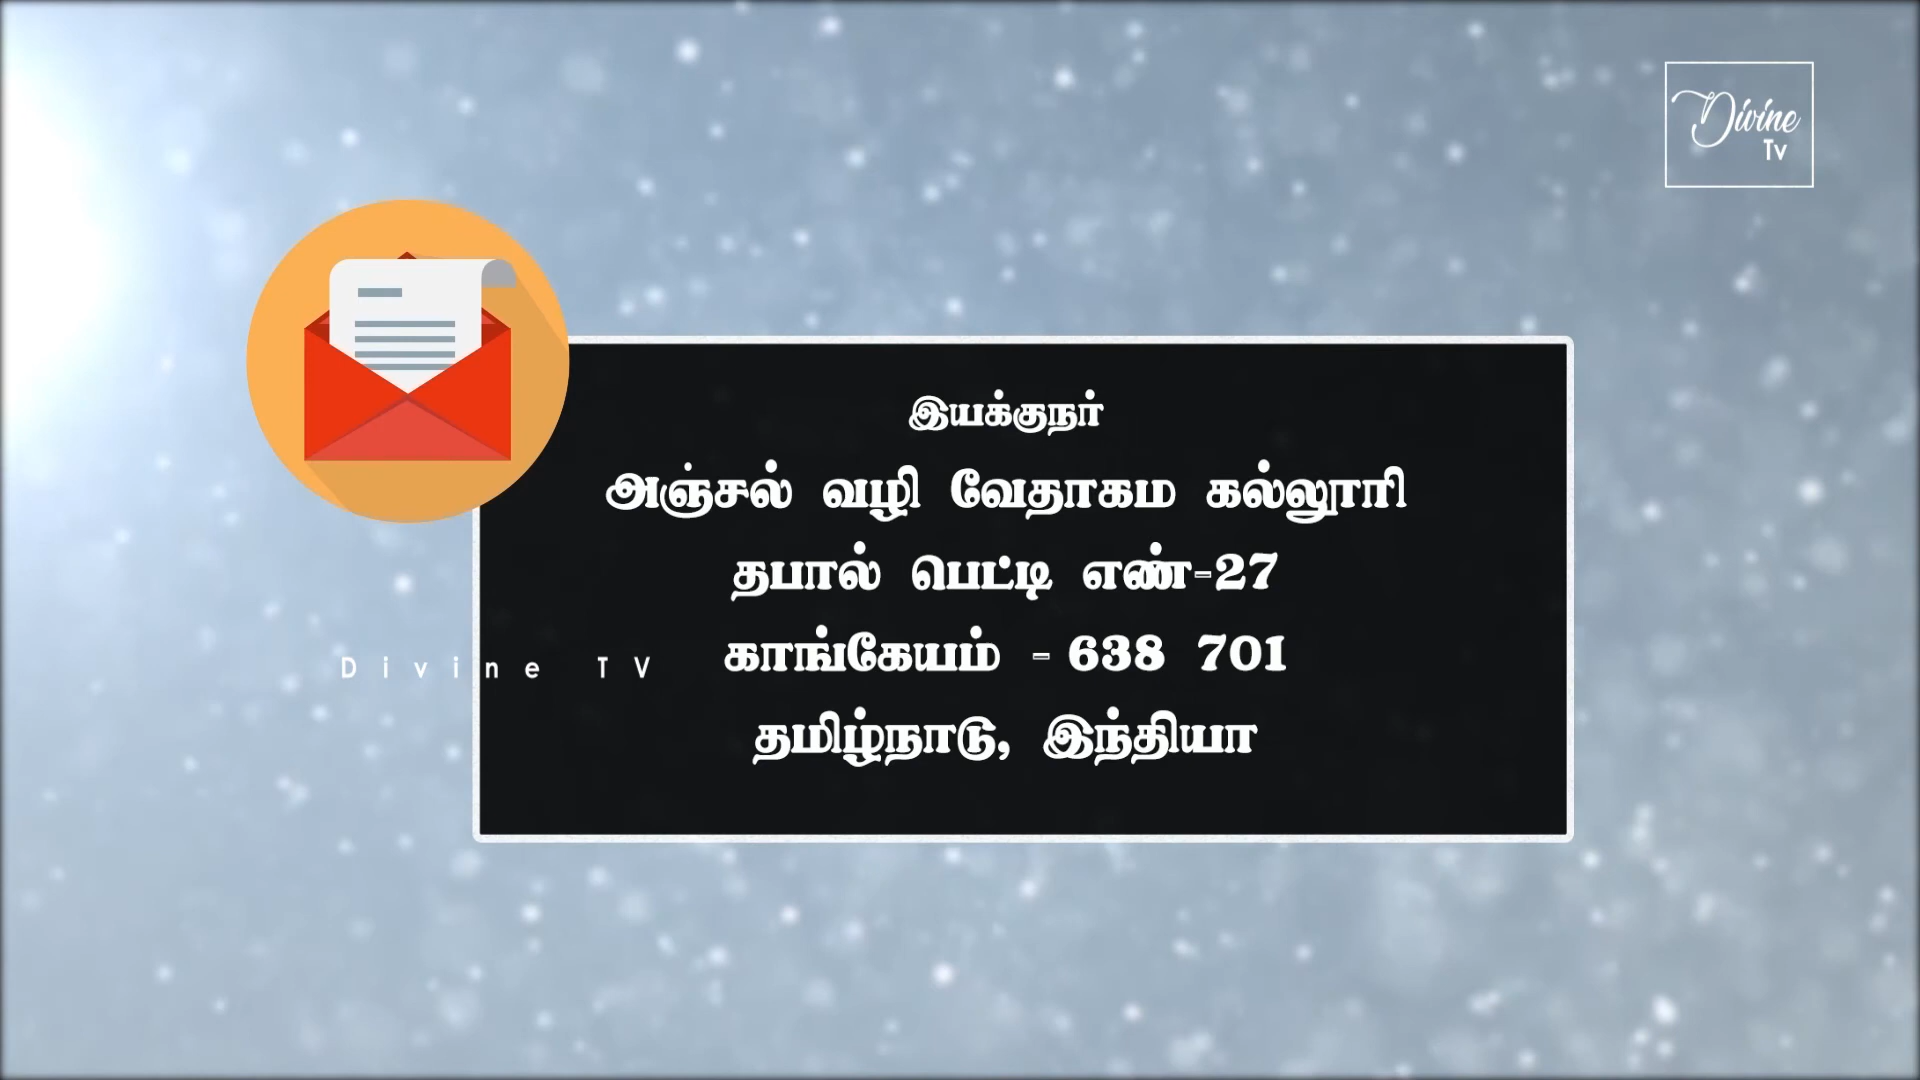 Divine
Tv
இயக்குநர்
அஞ்சல் வழி வேதாகம கல்லூரி
தபால் பெட்டி எண்-27
காங்கேயம் - 638 701
Divine TV
தமிழ்நாடு, இந்தியா